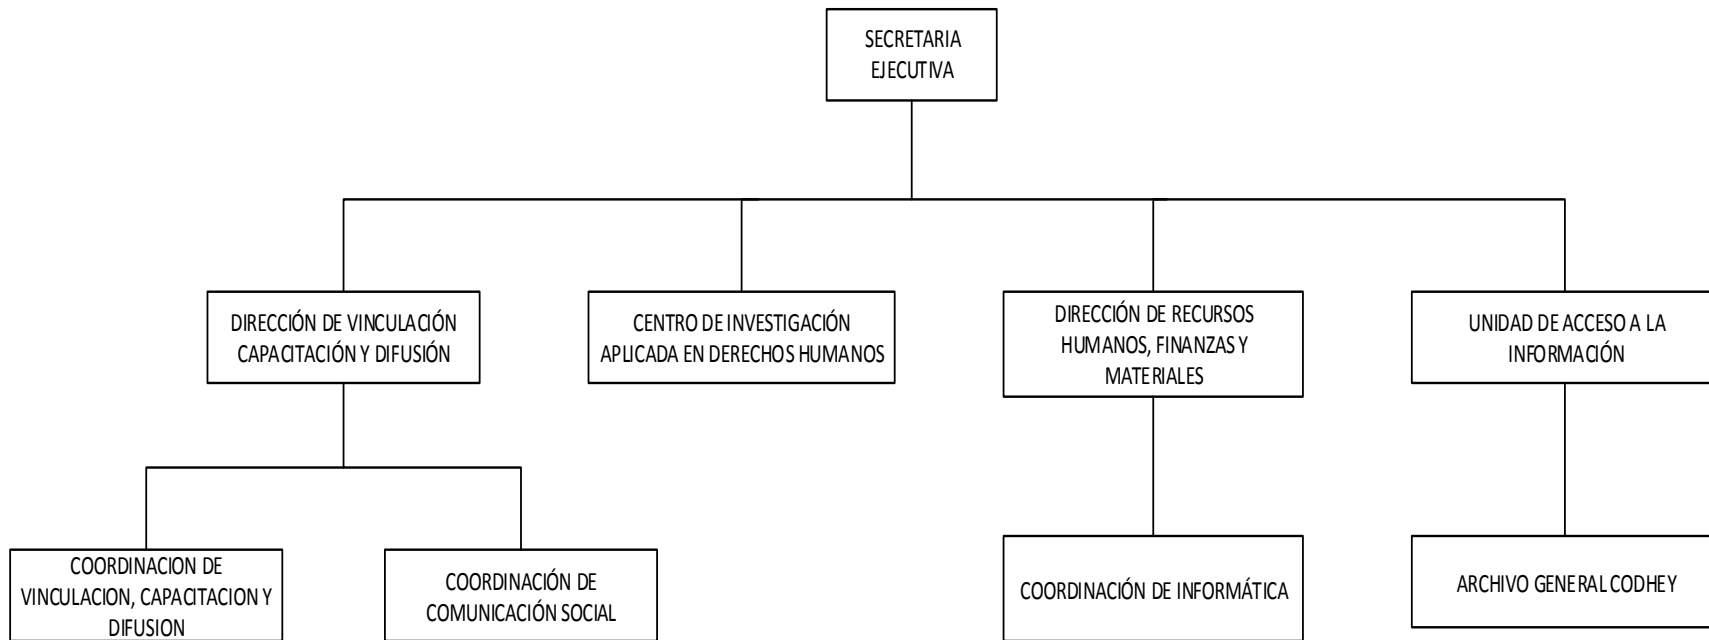 SECRETARIA
EJECUTIVA
DIRECCIÓN DE VINCULACIÓN
CAPACITACIÓN Y DIFUSIÓN
CENTRO DE INVESTIGACIÓN
APLICADA EN DERECHOS HUMANOS
DIRECCIÓN DE RECURSOS
HUMANOS, FINANZAS Y
MATERIALES
UNIDAD DE ACCESO A LA
INFORMACIÓN
COORDINACION DE
VINCULACION, CAPACITACION Y
DIFUSION
COORDINACIÓN DE
COMUNICACIÓN SOCIAL
COORDINACIÓN DE INFORMÁTICA
ARCHIVO GENERAL CODHEY